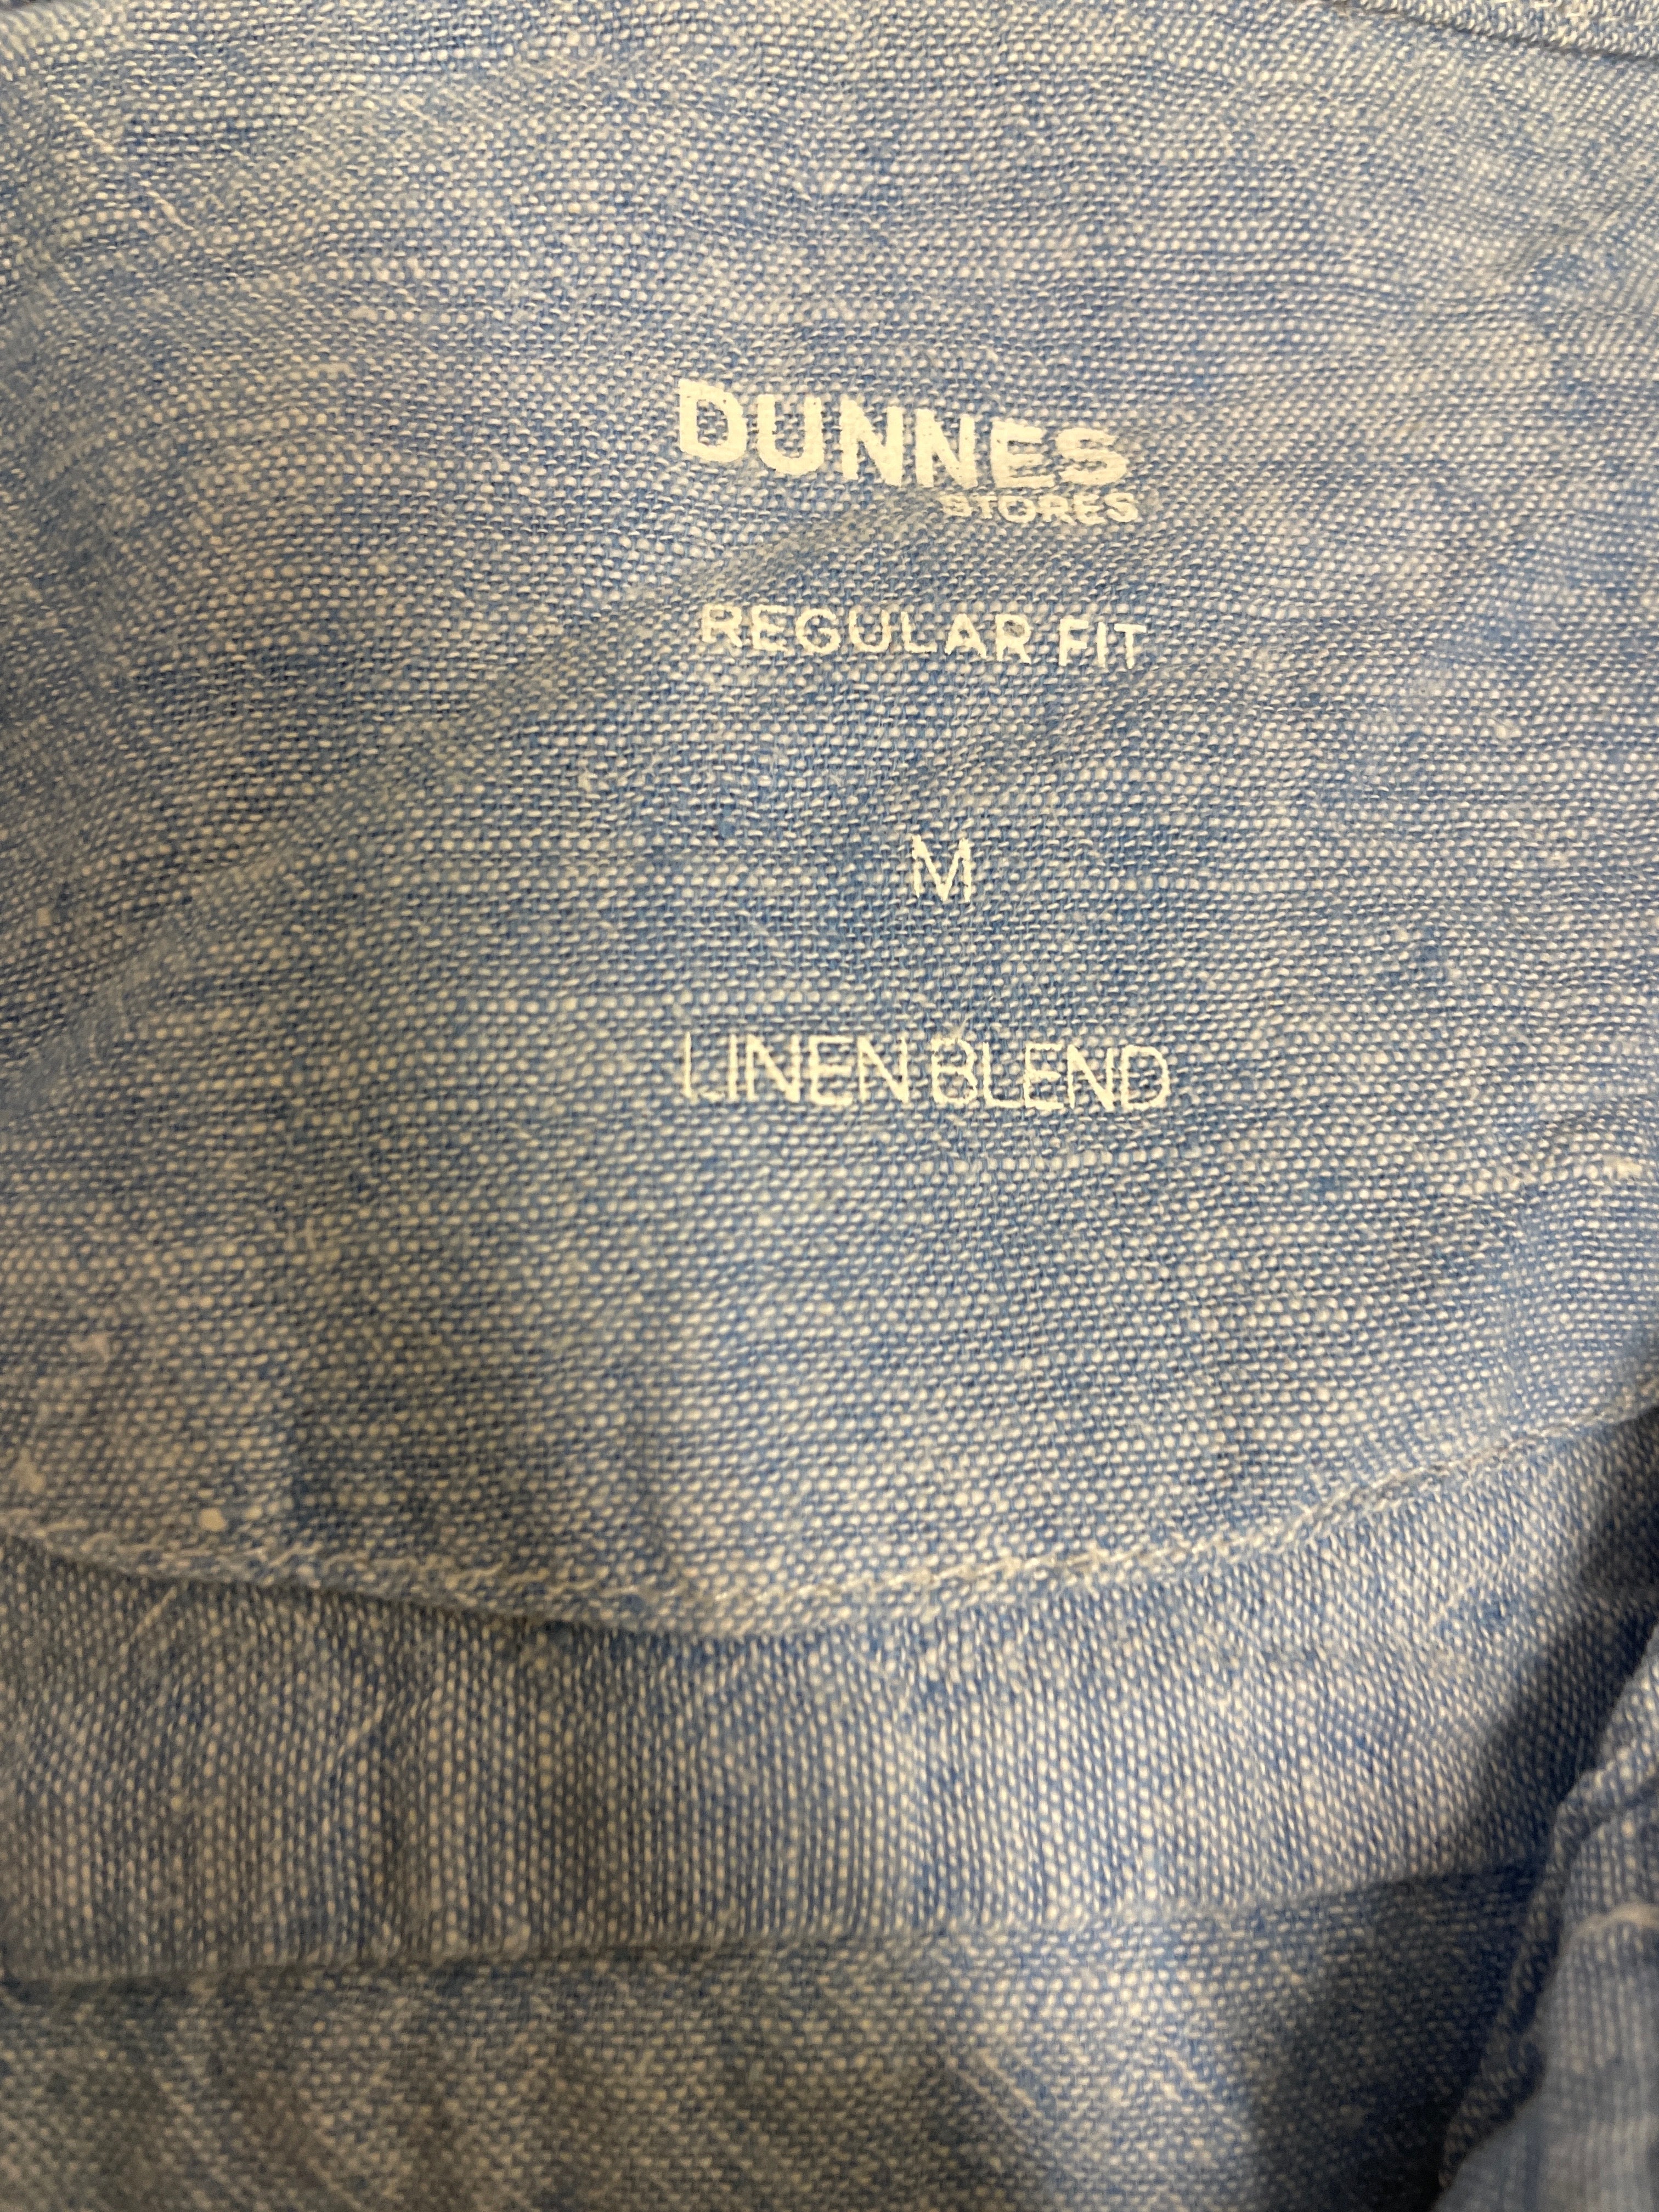 DUNNES
STORES
REGULAR FIT
M
LINEN BLEND